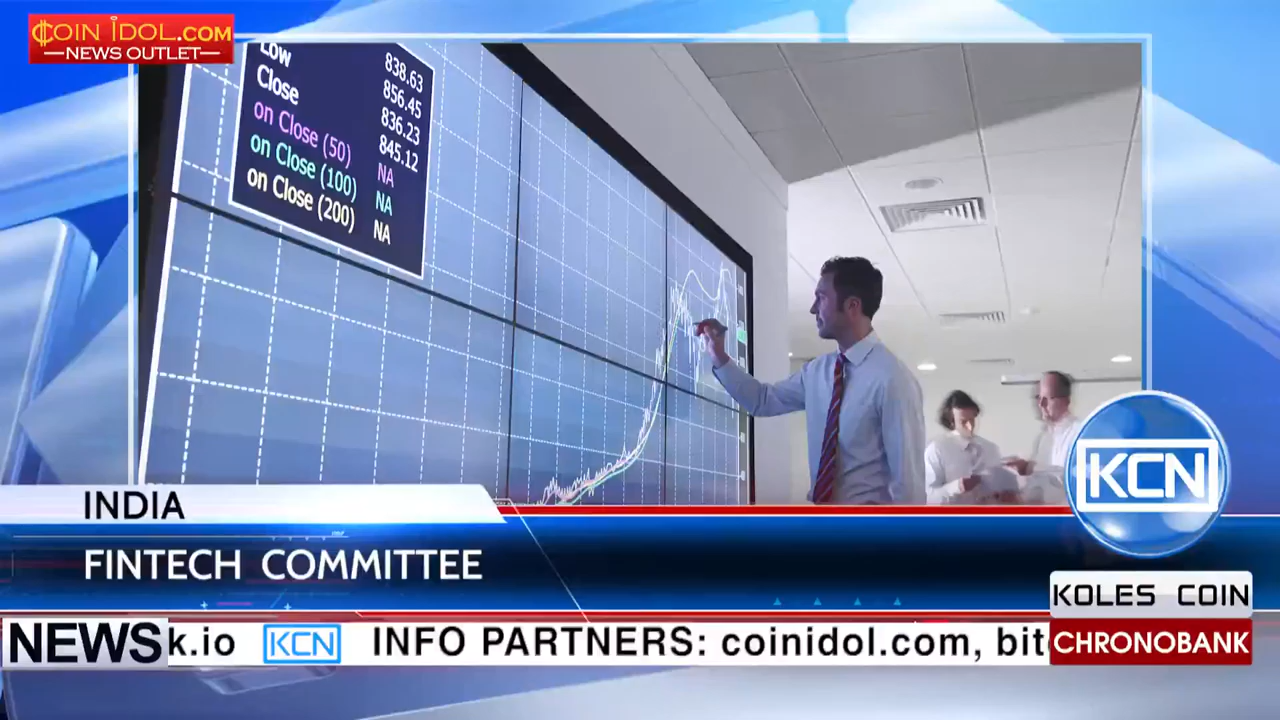 COIN IDOL.COM
NEWS OUTLET
Low 838.63
Close 856.45
836.23
on Close (50) 845.12
on Close (100) NA
on Close (200) NA
NA
INDIA
FINTECH COMMITTEE
KCN
KOLES COIN
CHRONOBANK
NEWS
k.io KCN INFO PARTNERS: coinidol.com, bit